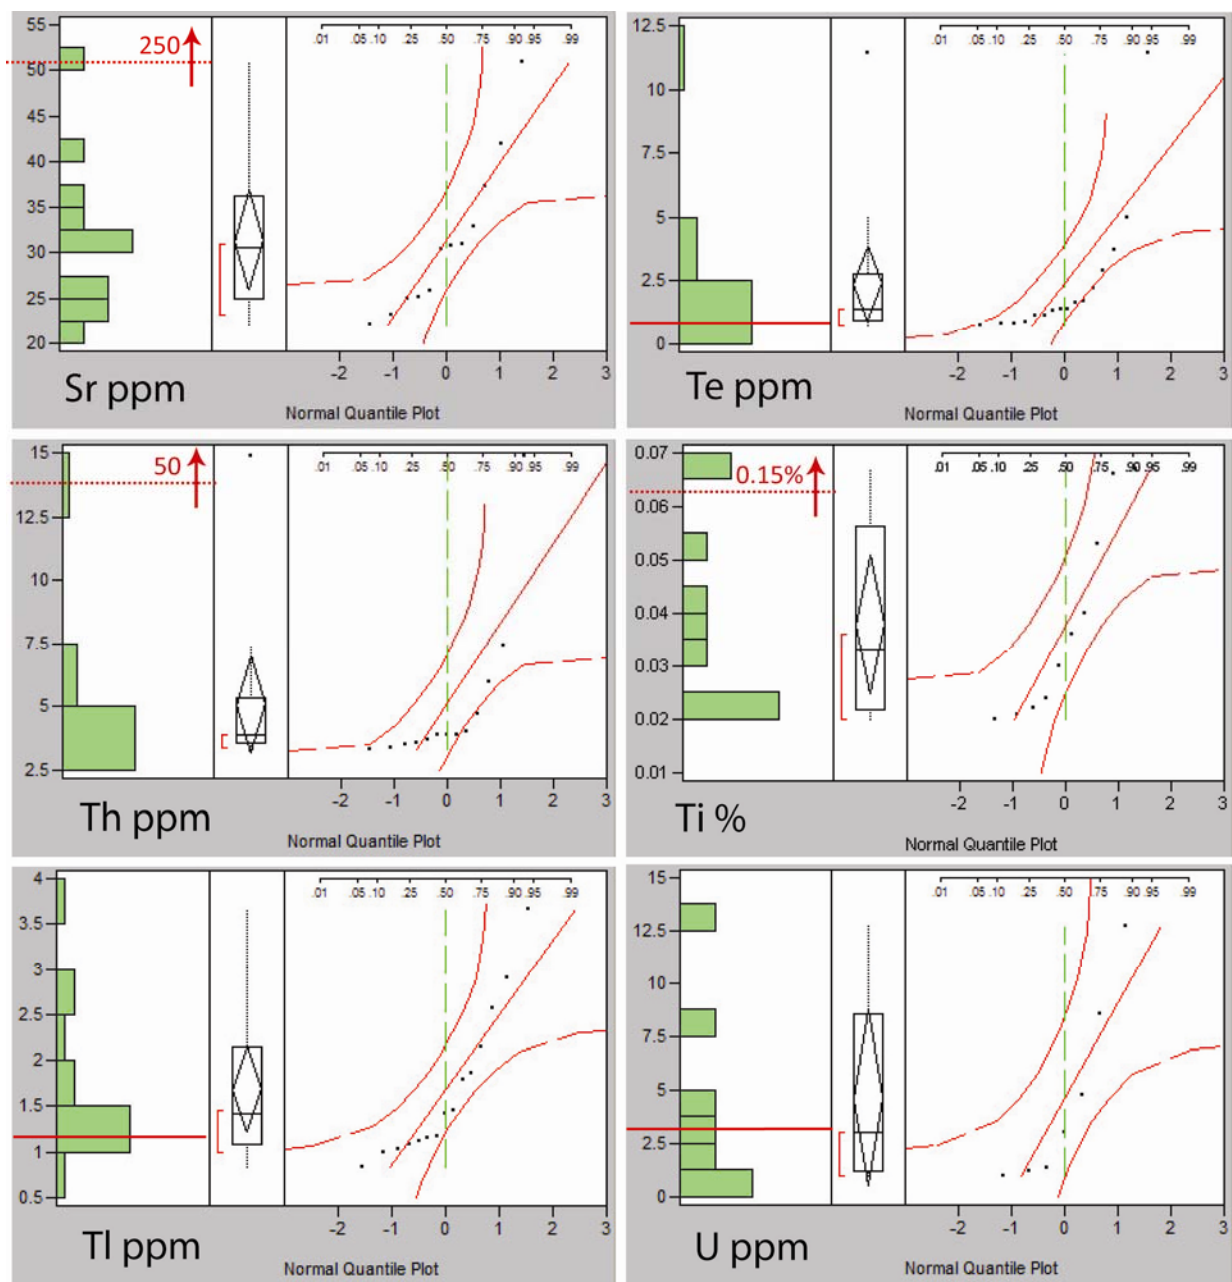 55
50
45
40
35
30
25
20
250
.01 .05 .10 .25 .50 .75 .90 .95 .99
-2 -1 0 1 2 3
Sr ppm
Normal Quantile Plot
12.5
10
7.5
5
2.5
0
.01 .05 .10 .25 .50 .75 .90 .95 .99
-2 -1 0 1 2 3
Te ppm
Normal Quantile Plot
15
12.5
10
7.5
5
2.5
50
.01 .05 .10 .25 .50 .75 .90 .95 .99
-2 -1 0 1 2 3
Th ppm
Normal Quantile Plot
0.07
0.06
0.05
0.04
0.03
0.02
0.01
0.15%
.01 .05 .10 .25 .50 .75 .90 .95 .99
-2 -1 0 1 2 3
Ti %
Normal Quantile Plot
4
3.5
3
2.5
2
1.5
1
0.5
.01 .05 .10 .25 .50 .75 .90 .95 .99
-2 -1 0 1 2 3
Tl ppm
Normal Quantile Plot
15
12.5
10
7.5
5
2.5
0
.01 .05 .10 .25 .50 .75 .90 .95 .99
-2 -1 0 1 2 3
U ppm
Normal Quantile Plot